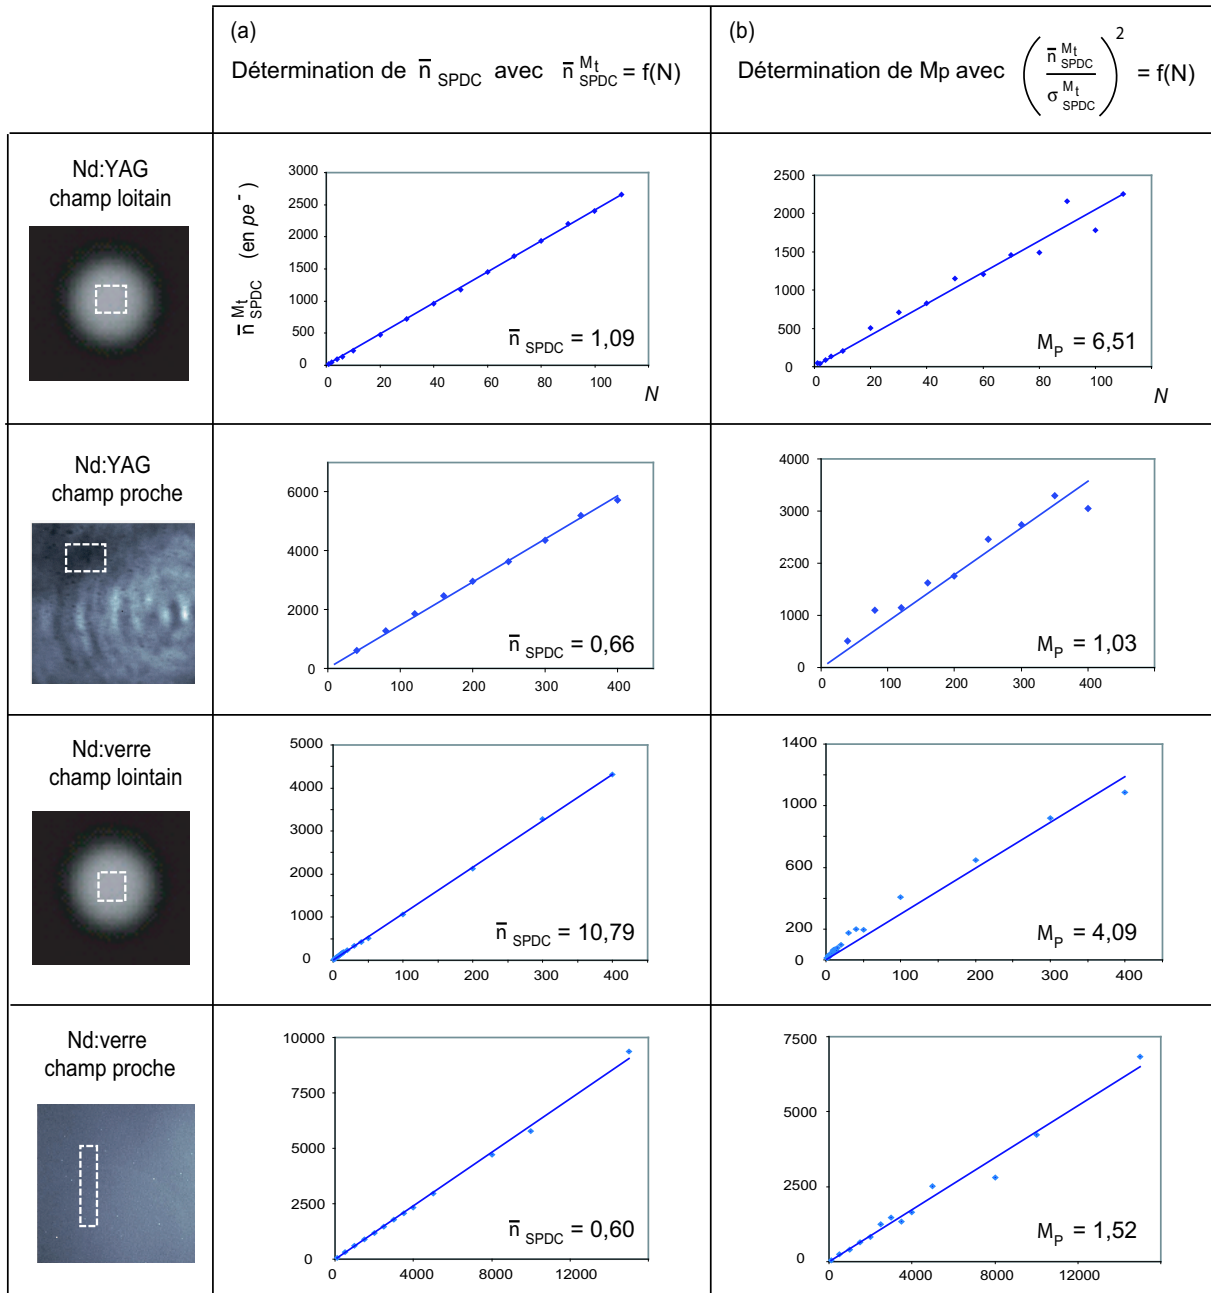 (a)
Détermination de n̄ SPDC avec n̄ SPDC Mt = f(N)
(b)
Détermination de Mp avec ( n̄ SPDC Mt / σ SPDC Mt ) 2 = f(N)
Nd:YAG
champ loitain
n̄ SPDC Mt (en pe⁻)
3000
2500
2000
1500
1000
500
0
0 20 40 60 80 100
N
n̄ SPDC = 1,09
2500
2000
1500
1000
500
0
0 20 40 60 80 100
MP = 6,51
Nd:YAG
champ proche
6000
4000
2000
0
0 100 200 300 400
n̄ SPDC = 0,66
4000
3000
1000
0
0 100 200 300 400
MP = 1,03
Nd:verre
champ lointain
5000
4000
3000
2000
1000
0
0 100 200 300 400
n̄ SPDC = 10,79
1400
1000
600
200
0
0 100 200 300 400
MP = 4,09
Nd:verre
champ proche
10000
7500
5000
2500
0
0 4000 8000 12000
n̄ SPDC = 0,60
7500
5000
2500
0
0 4000 8000 12000
MP = 1,52